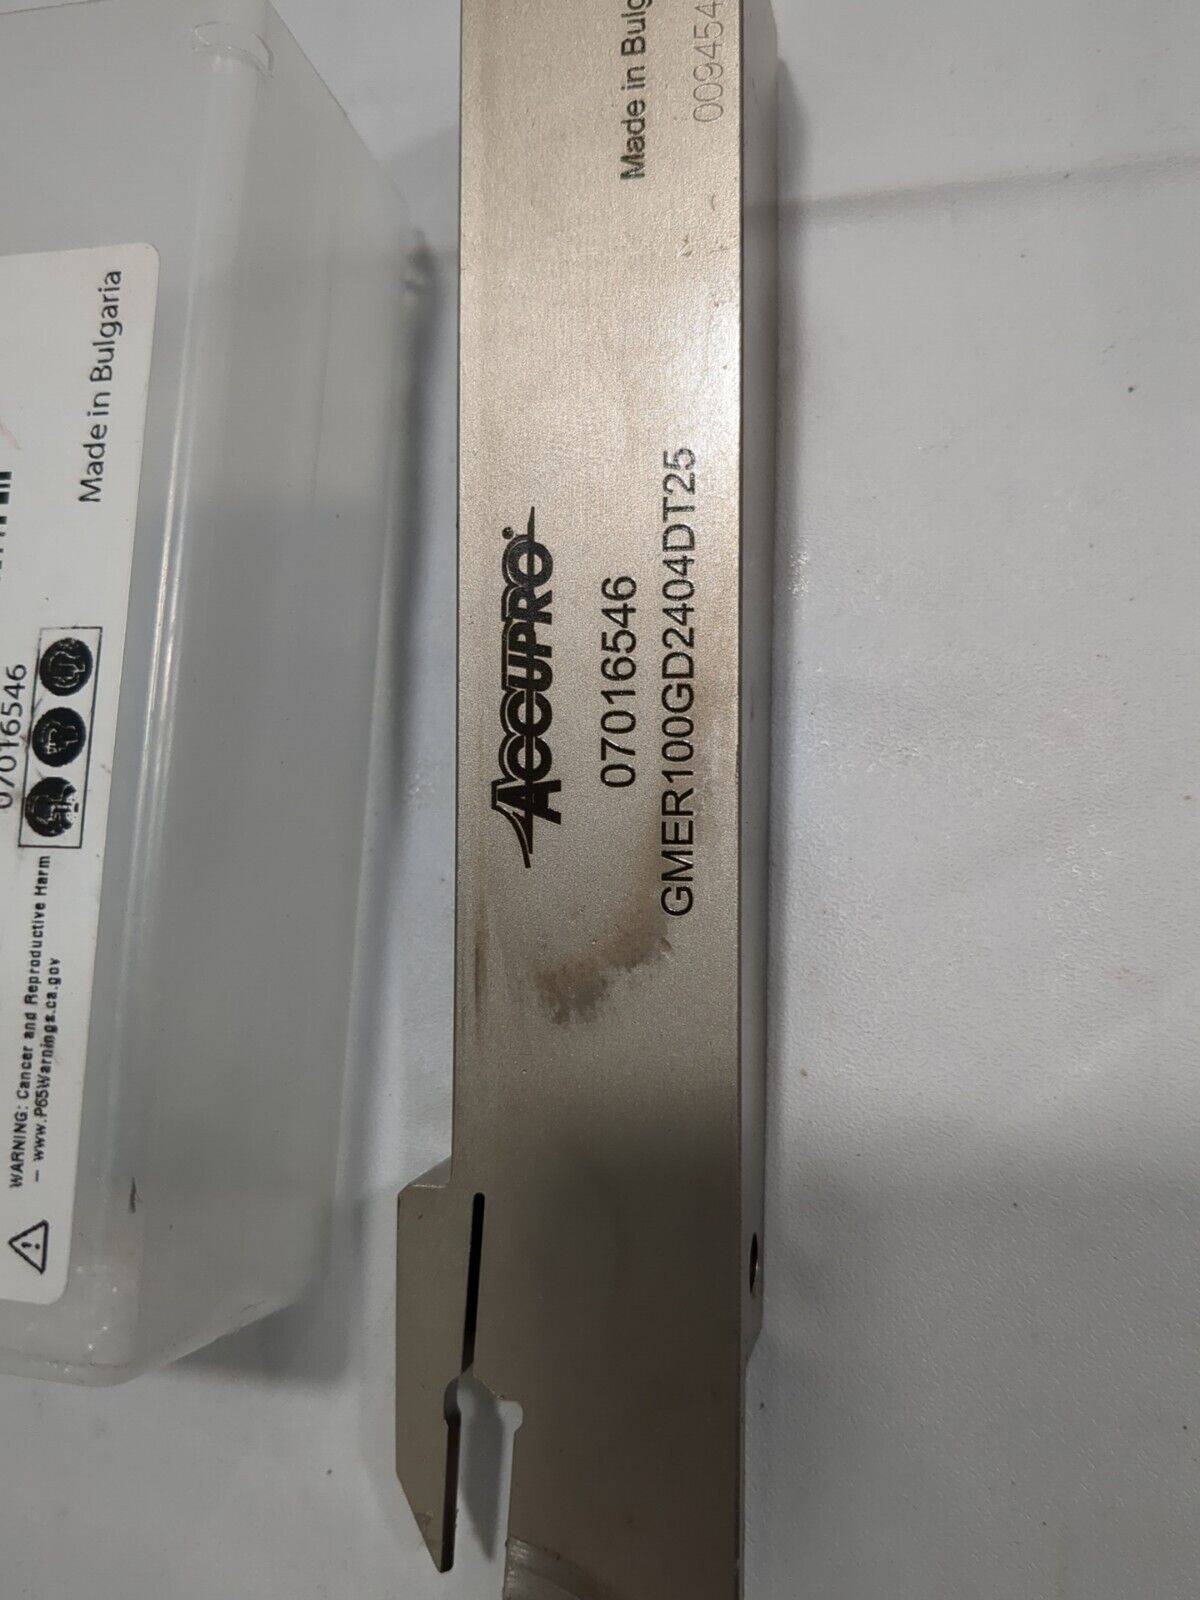 Made in Bulgaria
07016546
WARNING: Cancer and Reproductive Harm
– www.P65Warnings.ca.gov
Made in Bulg
009454
ACCUPRO®
07016546
GMER100GD2404DT25